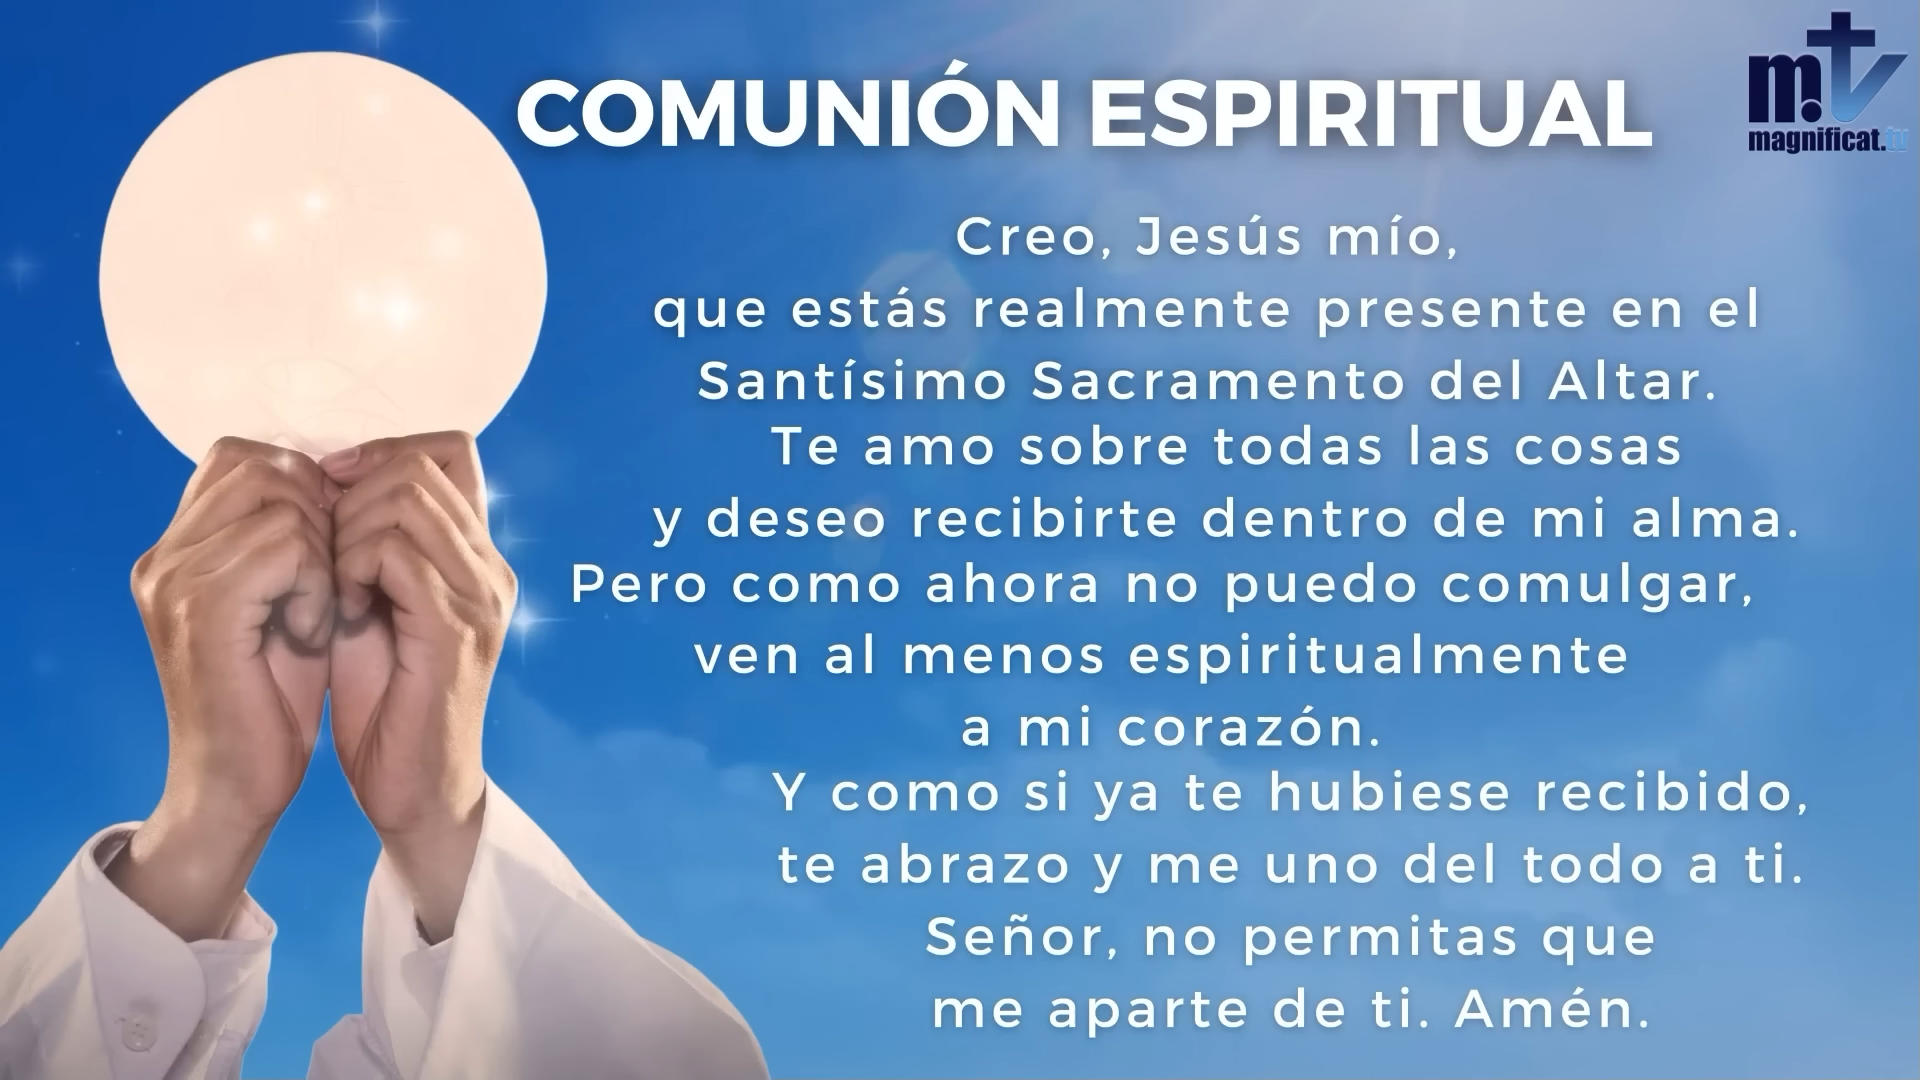 COMUNIÓN ESPIRITUAL
mtv
magnificat.tv
Creo, Jesús mío,
que estás realmente presente en el
Santísimo Sacramento del Altar.
Te amo sobre todas las cosas
y deseo recibirte dentro de mi alma.
Pero como ahora no puedo comulgar,
ven al menos espiritualmente
a mi corazón.
Y como si ya te hubiese recibido,
te abrazo y me uno del todo a ti.
Señor, no permitas que
me aparte de ti. Amén.